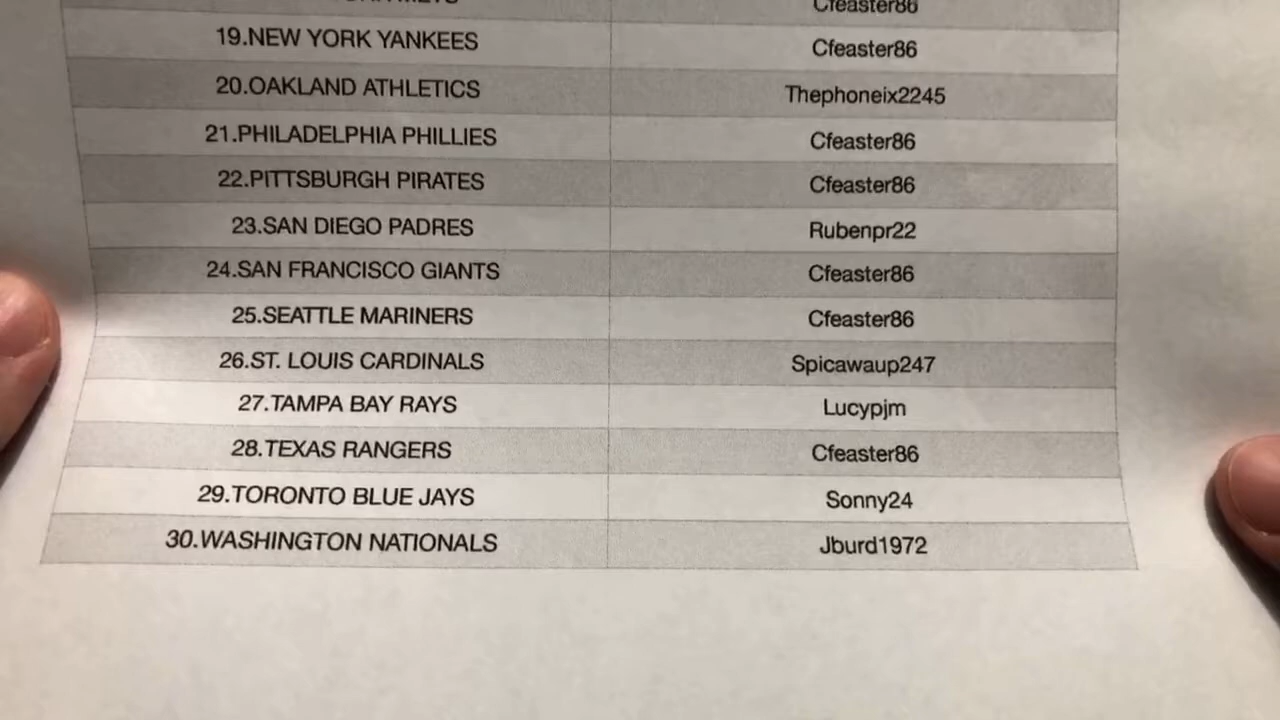 Cfeaster86
19.NEW YORK YANKEES Cfeaster86
20.OAKLAND ATHLETICS Thephoneix2245
21.PHILADELPHIA PHILLIES Cfeaster86
22.PITTSBURGH PIRATES Cfeaster86
23.SAN DIEGO PADRES Rubenpr22
24.SAN FRANCISCO GIANTS Cfeaster86
25.SEATTLE MARINERS Cfeaster86
26.ST. LOUIS CARDINALS Spicawaup247
27.TAMPA BAY RAYS Lucypjm
28.TEXAS RANGERS Cfeaster86
29.TORONTO BLUE JAYS Sonny24
30.WASHINGTON NATIONALS Jburd1972